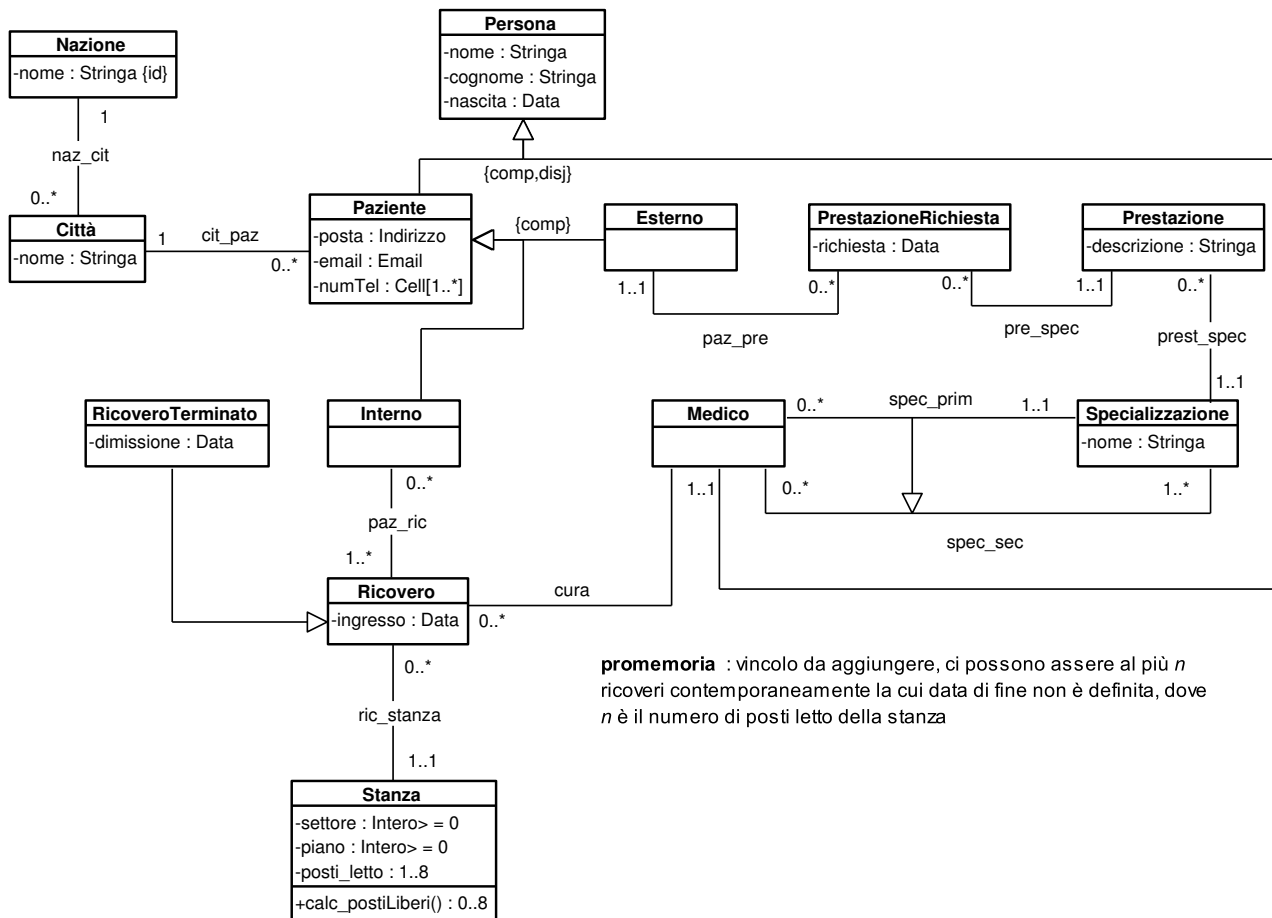 Persona
-nome : Stringa
-cognome : Stringa
-nascita : Data
Nazione
-nome : Stringa {id}
1
naz_cit
0..*
{comp,disj}
Città
-nome : Stringa
1
cit_paz
0..*
Paziente
-posta : Indirizzo
-email : Email
-numTel : Cell[1..*]
{comp}
Esterno
1..1
paz_pre
0..*
PrestazioneRichiesta
-richiesta : Data
0..*
pre_spec
1..1
Prestazione
-descrizione : Stringa
0..*
prest_spec
1..1
RicoveroTerminato
-dimissione : Data
Interno
0..*
paz_ric
1..*
Medico
0..*
spec_prim
1..1
Specializzazione
-nome : Stringa
1..1
0..*
1..*
spec_sec
Ricovero
-ingresso : Data
cura
0..*
0..*
ric_stanza
1..1
promemoria : vincolo da aggiungere, ci possono assere al più n
ricoveri contemporaneamente la cui data di fine non è definita, dove
n è il numero di posti letto della stanza
Stanza
-settore : Intero> = 0
-piano : Intero> = 0
-posti_letto : 1..8
+calc_postiLiberi() : 0..8